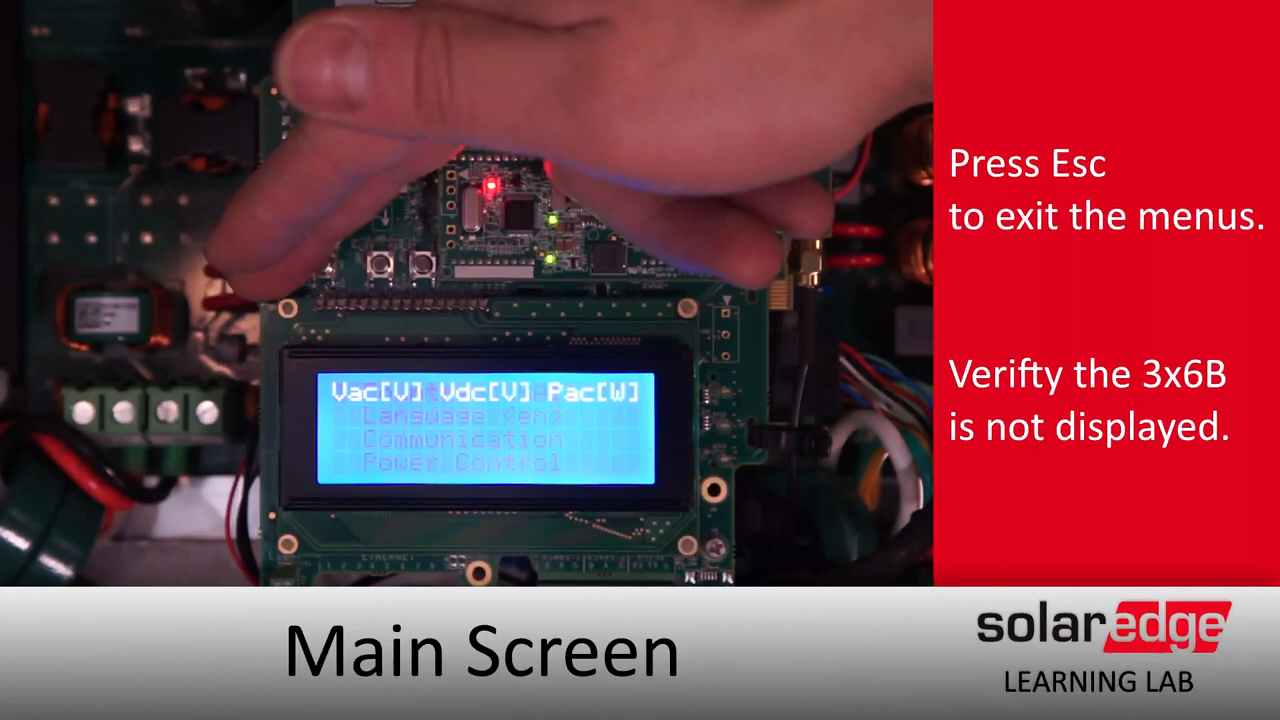 Press Esc
to exit the menus.
Verifty the 3x6B
is not displayed.
Vac[V] Vdc[V] Pac[W]
Language <en>
Communication
Power Control
ETHERNET
Main Screen
solaredge
LEARNING LAB